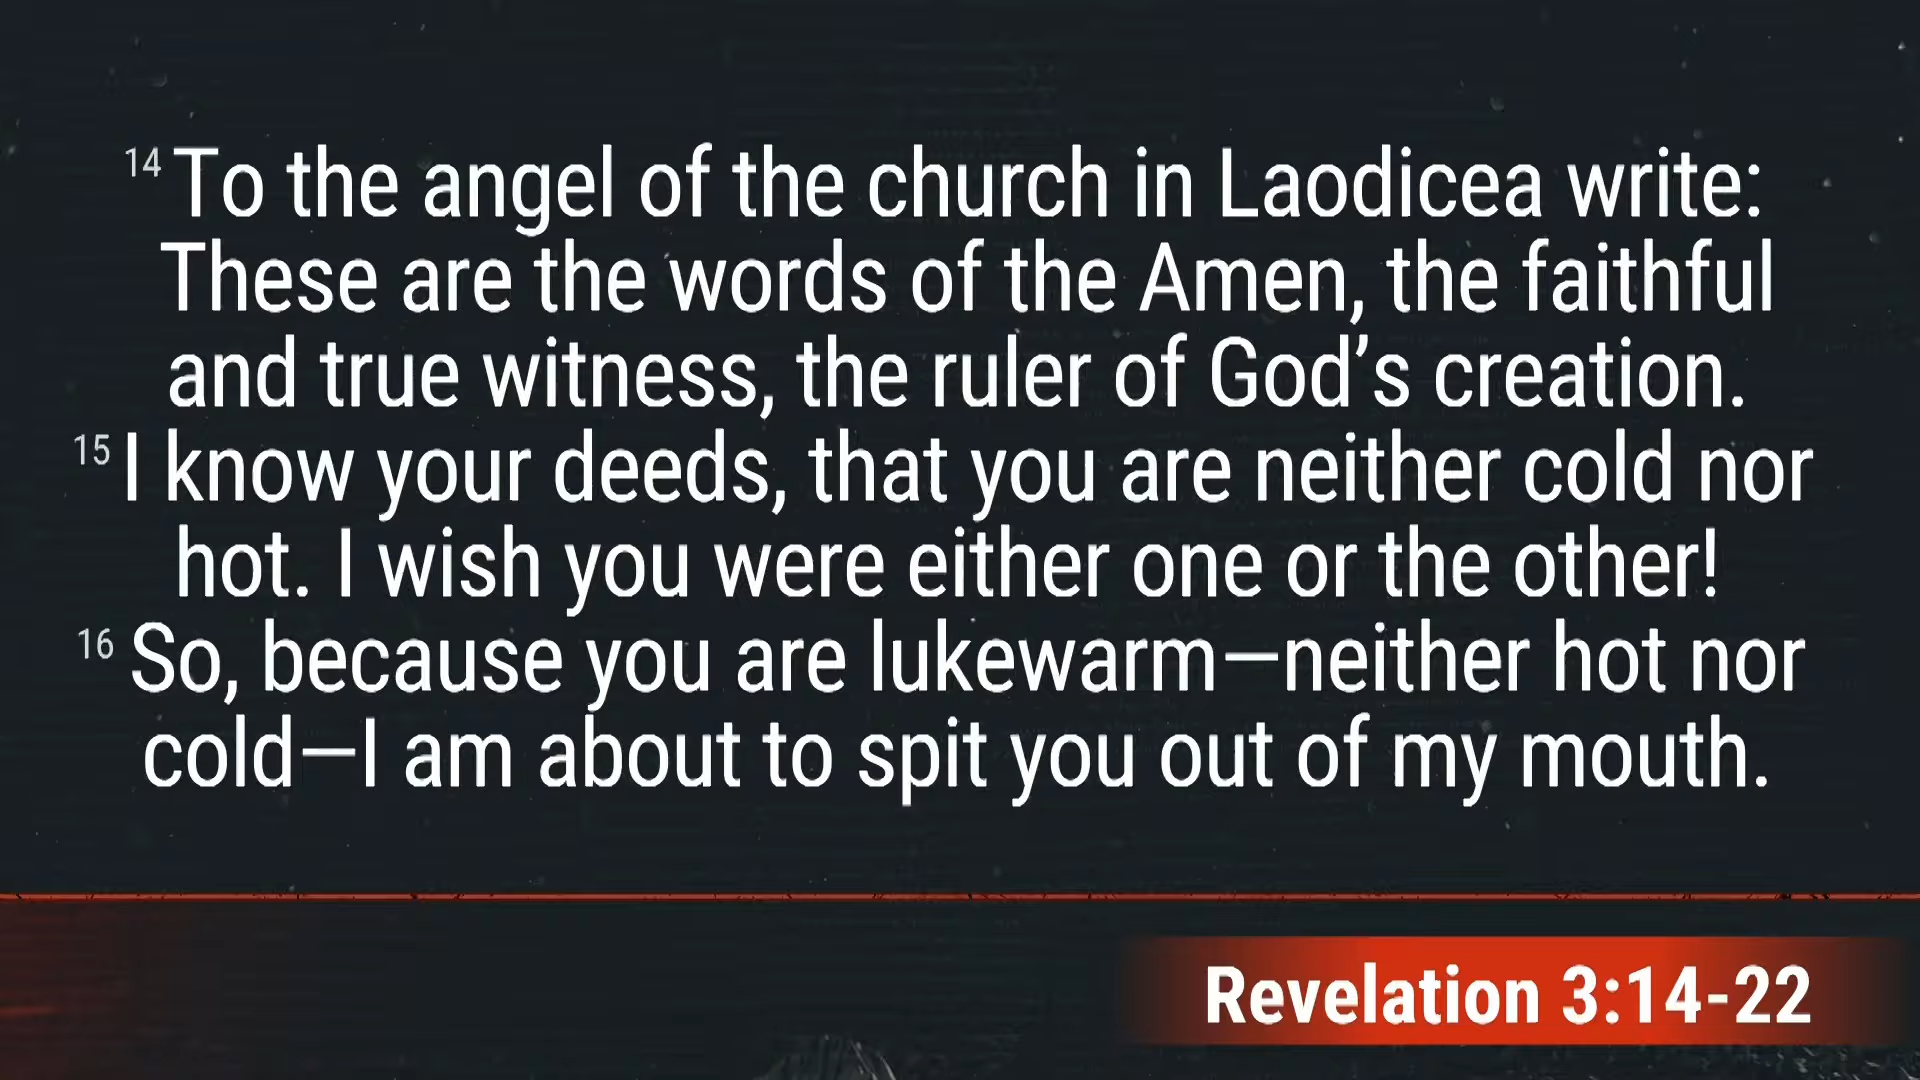 14 To the angel of the church in Laodicea write:
These are the words of the Amen, the faithful
and true witness, the ruler of God’s creation.
15 I know your deeds, that you are neither cold nor
hot. I wish you were either one or the other!
16 So, because you are lukewarm—neither hot nor
cold—I am about to spit you out of my mouth.
Revelation 3:14-22